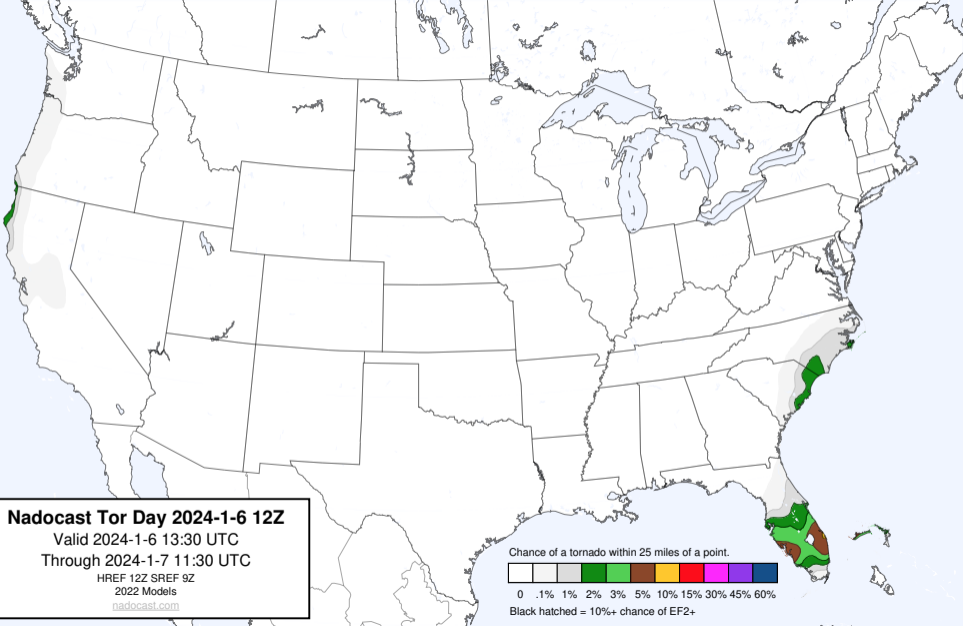 Nadocast Tor Day 2024-1-6 12Z
Valid 2024-1-6 13:30 UTC
Through 2024-1-7 11:30 UTC
HREF 12Z SREF 9Z
2022 Models
nadocast.com
Chance of a tornado within 25 miles of a point.
0 .1% 1% 2% 3% 5% 10% 15% 30% 45% 60%
Black hatched = 10%+ chance of EF2+